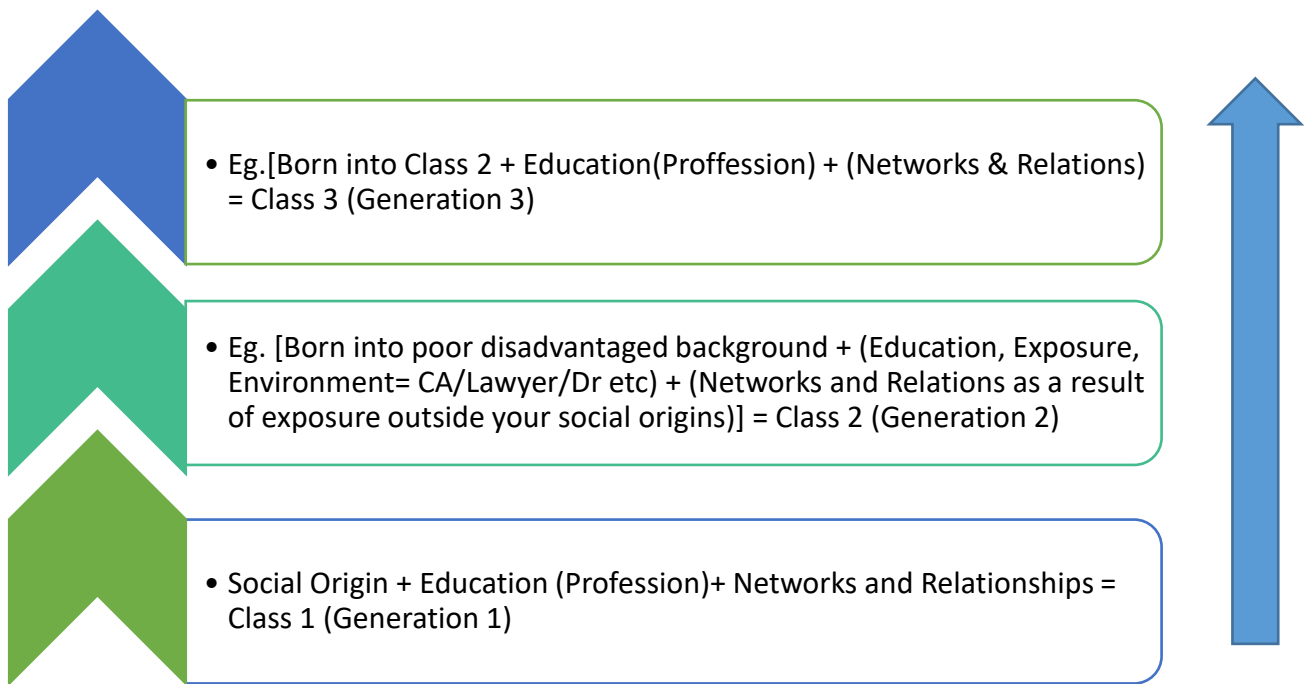 • Eg.[Born into Class 2 + Education(Proffession) + (Networks & Relations)
= Class 3 (Generation 3)
• Eg. [Born into poor disadvantaged background + (Education, Exposure,
Environment= CA/Lawyer/Dr etc) + (Networks and Relations as a result
of exposure outside your social origins)] = Class 2 (Generation 2)
• Social Origin + Education (Profession)+ Networks and Relationships =
Class 1 (Generation 1)